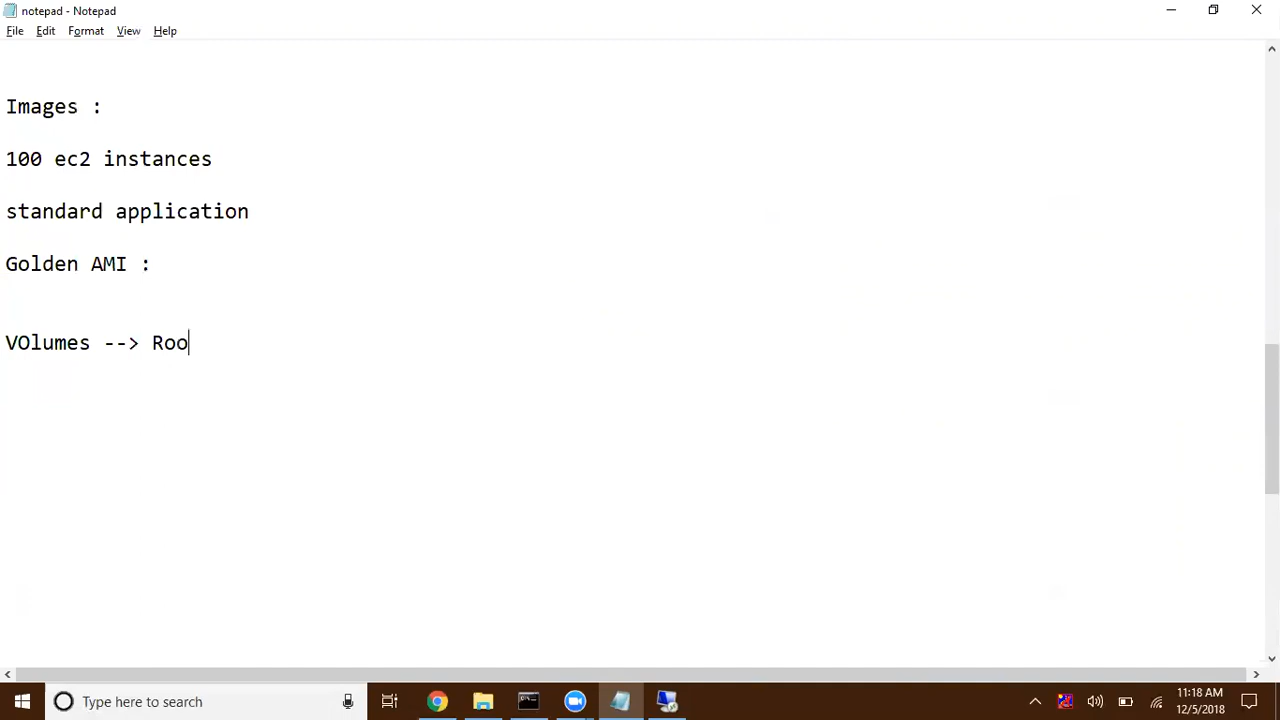 notepad - Notepad
File Edit Format View Help
Images :
100 ec2 instances
standard application
Golden AMI :
VOlumes --> Roo
Type here to search
11:18 AM
12/5/2018